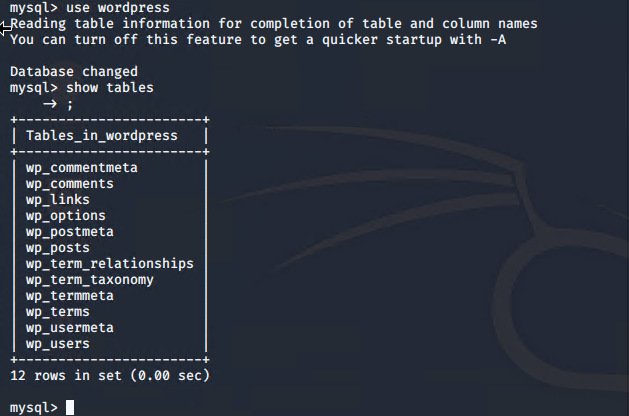 mysql> use wordpress
Reading table information for completion of table and column names
You can turn off this feature to get a quicker startup with -A
Database changed
mysql> show tables
→ ;
+-----------------------+
| Tables_in_wordpress   |
+-----------------------+
| wp_commentmeta        |
| wp_comments           |
| wp_links              |
| wp_options            |
| wp_postmeta           |
| wp_posts              |
| wp_term_relationships |
| wp_term_taxonomy      |
| wp_termmeta           |
| wp_terms              |
| wp_usermeta           |
| wp_users              |
+-----------------------+
12 rows in set (0.00 sec)
mysql>